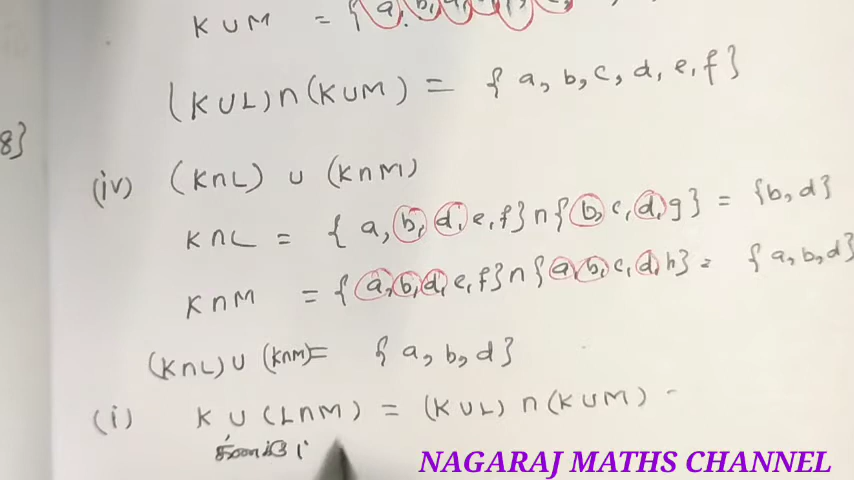 K ∪ M = { a, b,
(K∪L)∩(K∪M) = { a, b, c, d, e, f }
8}
(iv) (K∩L) ∪ (K∩M)
K∩L = { a, b, d, e, f } ∩ { b, c, d, g } = {b, d}
K∩M = { a, b, d, e, f } ∩ { a, b, c, d, h } = { a, b, d}
(K∩L) ∪ (K∩M) = { a, b, d }
(i) K ∪ (L∩M) = (K∪L) ∩ (K∪M) -
NAGARAJ MATHS CHANNEL